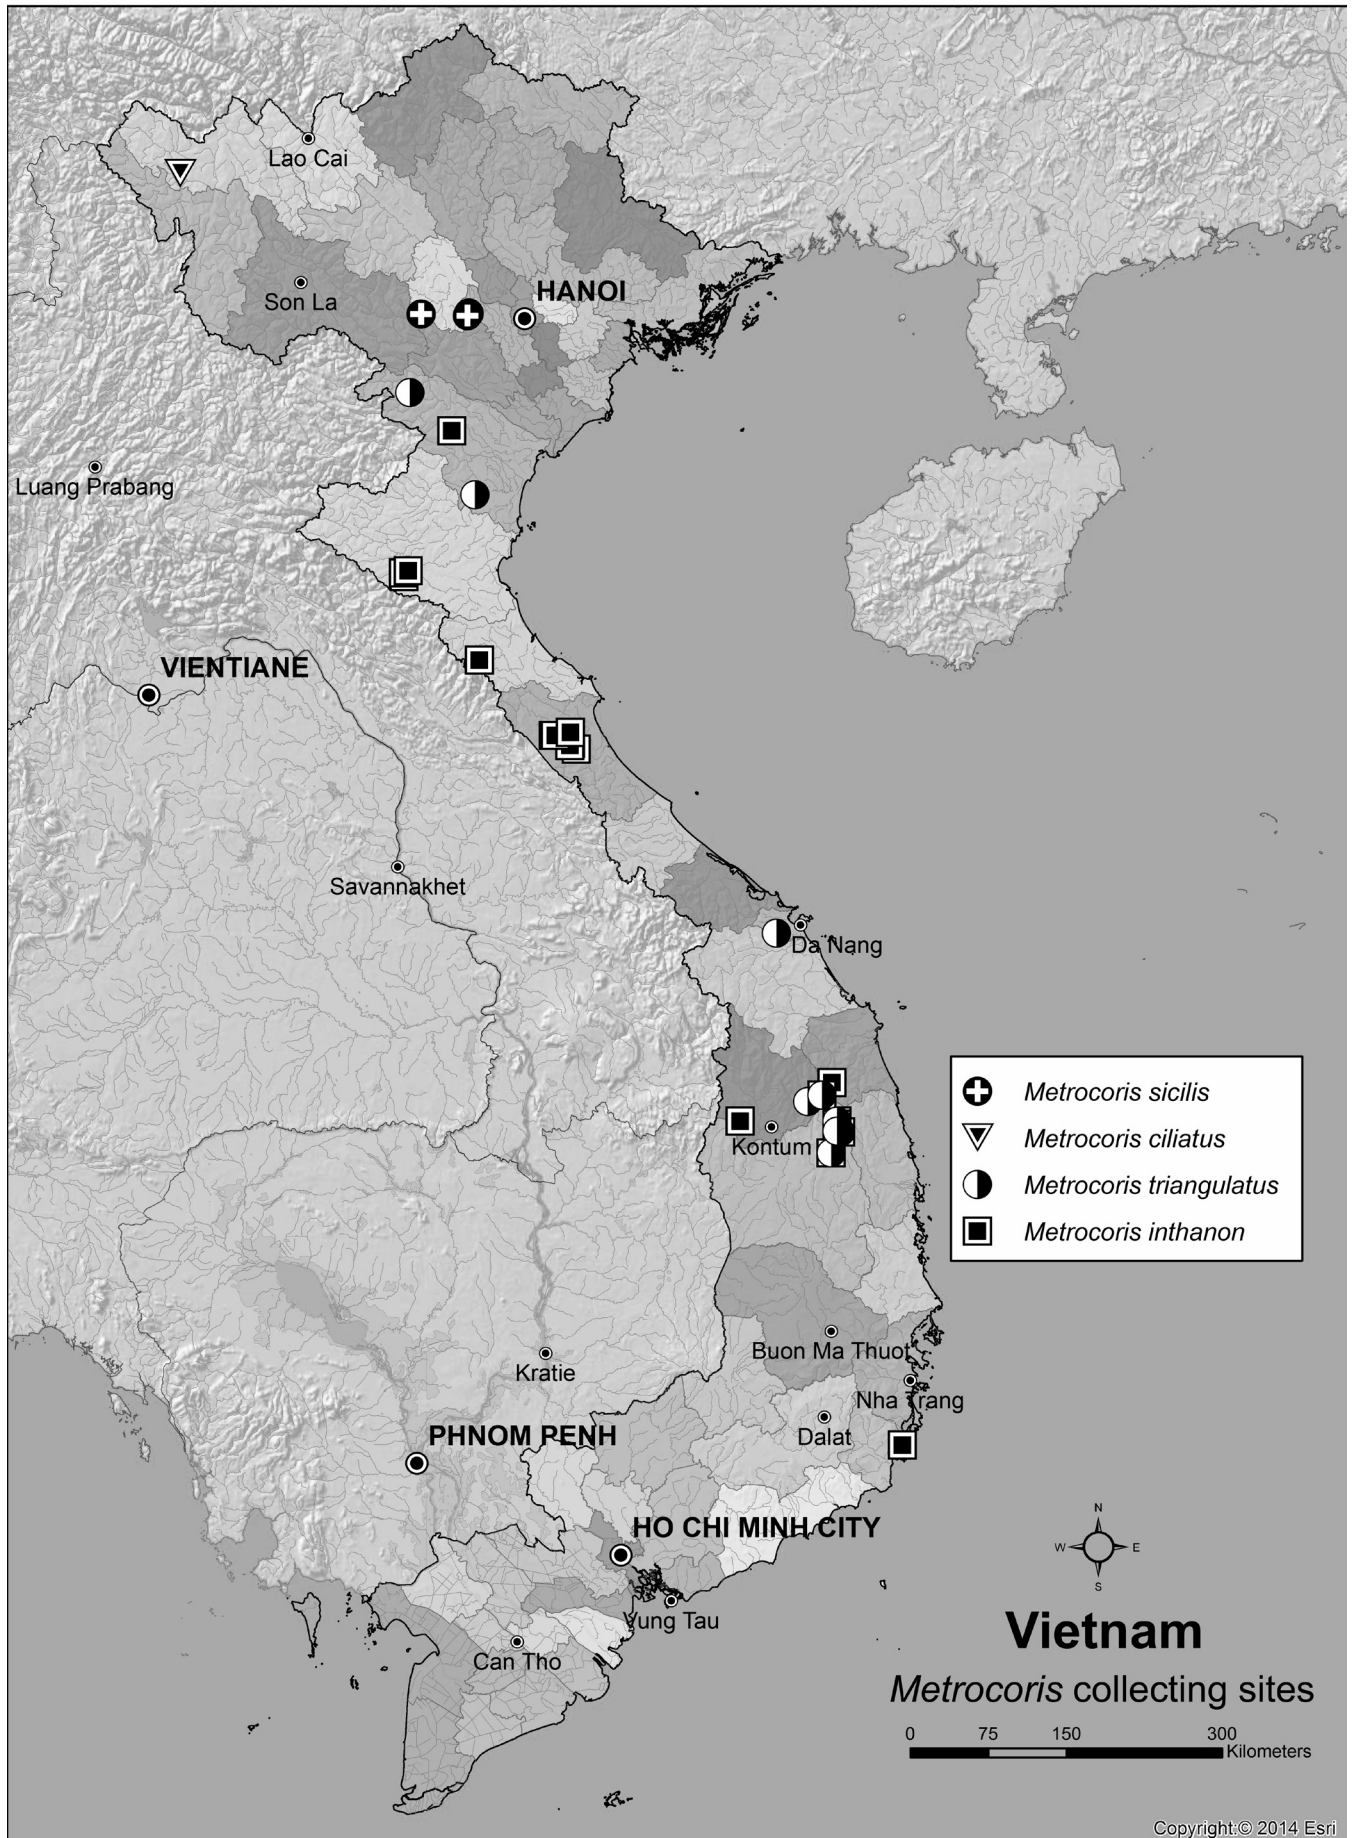 Lao Cai
Son La
HANOI
Luang Prabang
VIENTIANE
Savannakhet
Da Nang
Metrocoris sicilis
Metrocoris ciliatus
Metrocoris triangulatus
Metrocoris inthanon
Kontum
Buon Ma Thuot
Kratie
Nha Trang
Dalat
PHNOM PENH
HO CHI MINH CITY
N
W E
S
Vung Tau
Can Tho
Vietnam
Metrocoris collecting sites
0 75 150 300
Kilometers
Copyright:© 2014 Esri